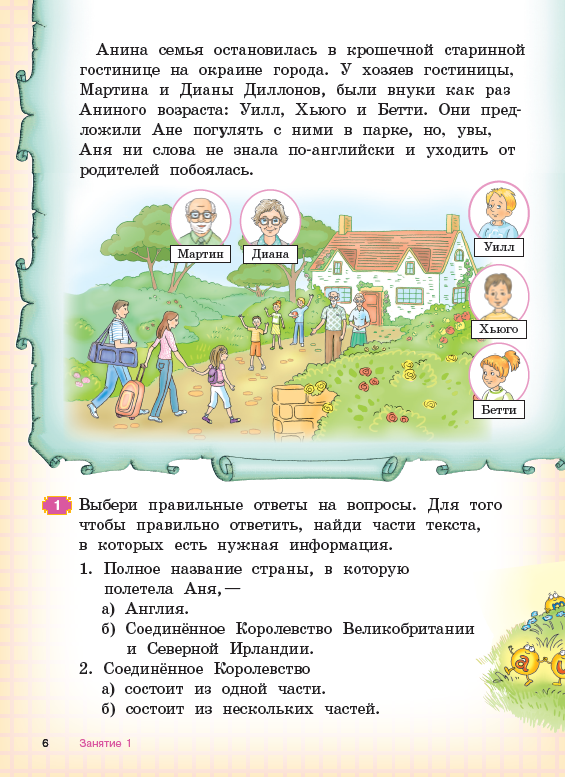 Анина семья остановилась в крошечной старинной
гостинице на окраине города. У хозяев гостиницы,
Мартина и Дианы Диллонов, были внуки как раз
Аниного возраста: Уилл, Хьюго и Бетти. Они пред-
ложили Ане погулять с ними в парке, но, увы,
Аня ни слова не знала по-английски и уходить от
родителей побоялась.
Мартин
Диана
Уилл
Хьюго
Бетти
1 Выбери правильные ответы на вопросы. Для того
чтобы правильно ответить, найди части текста,
в которых есть нужная информация.
1. Полное название страны, в которую
полетела Аня,—
а) Англия.
б) Соединённое Королевство Великобритании
и Северной Ирландии.
2. Соединённое Королевство
а) состоит из одной части.
б) состоит из нескольких частей.
a u
6 Занятие 1